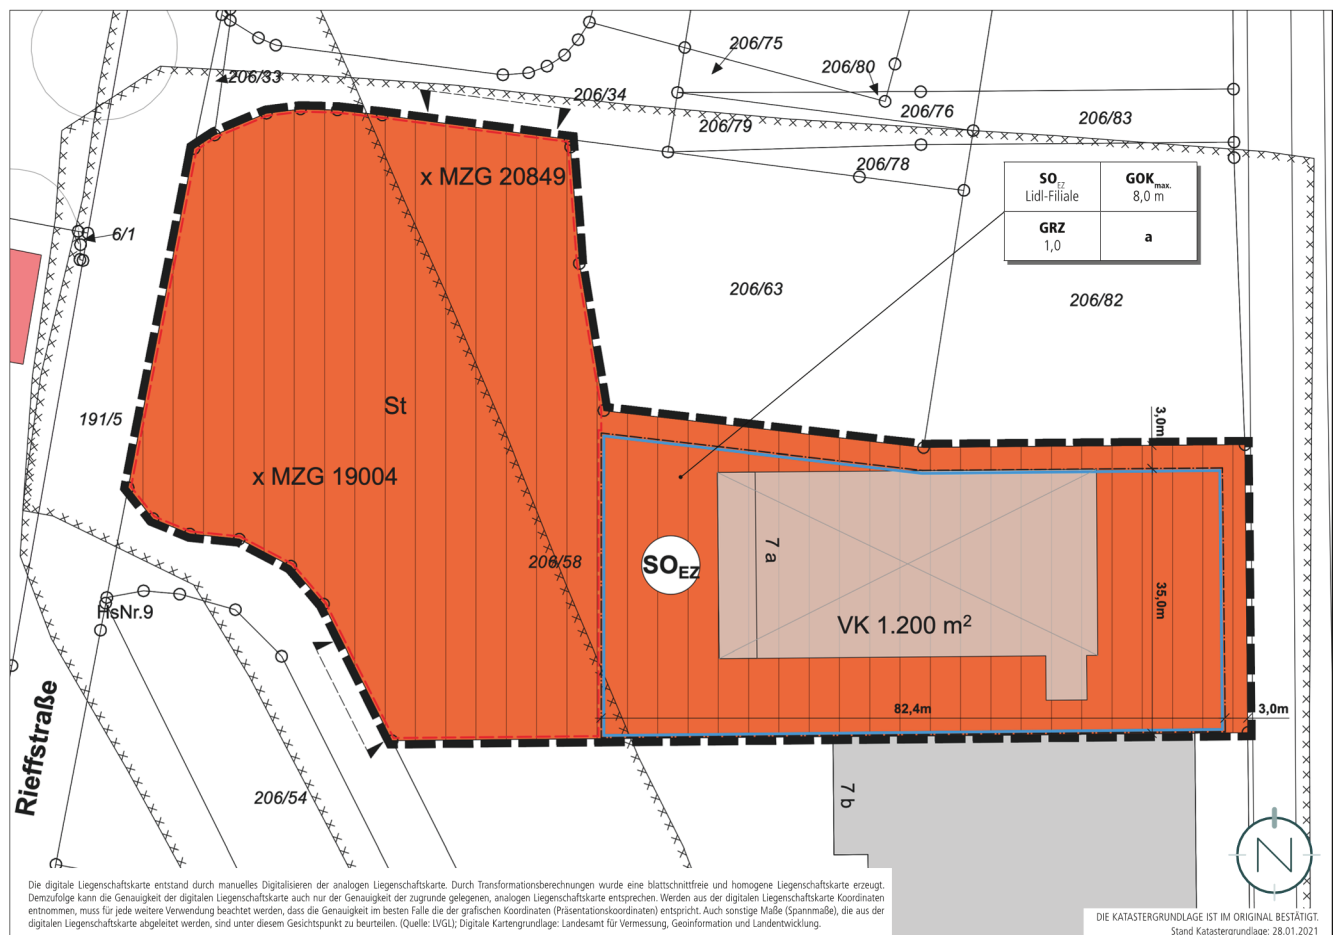 206/75
206/80
206/33
206/34
206/76
206/83
206/79
206/78
x MZG 20849
SO EZ
Lidl-Filiale
GOK max.
8,0 m
GRZ
1,0
a
6/1
206/63
206/82
St
191/5
3,0m
x MZG 19004
206/58
SO EZ
7 a
VK 1.200 m²
35,0m
HsNr.9
82,4m
3,0m
Rieffstraße
206/54
7 b
N
Die digitale Liegenschaftskarte entstand durch manuelles Digitalisieren der analogen Liegenschaftskarte. Durch Transformationsberechnungen wurde eine blattschnittfreie und homogene Liegenschaftskarte erzeugt.
Demzufolge kann die Genauigkeit der digitalen Liegenschaftskarte auch nur der Genauigkeit der zugrunde gelegenen, analogen Liegenschaftskarte entsprechen. Werden aus der digitalen Liegenschaftskarte Koordinaten
entnommen, muss für jede weitere Verwendung beachtet werden, dass die Genauigkeit im besten Falle die der grafischen Koordinaten (Präsentationskoordinaten) entspricht. Auch sonstige Maße (Spannmaße), die aus der
digitalen Liegenschaftskarte abgeleitet werden, sind unter diesem Gesichtspunkt zu beurteilen. (Quelle: LVGL); Digitale Kartengrundlage: Landesamt für Vermessung, Geoinformation und Landentwicklung.
DIE KATASTERGRUNDLAGE IST IM ORIGINAL BESTÄTIGT.
Stand Katastergrundlage: 28.01.2021